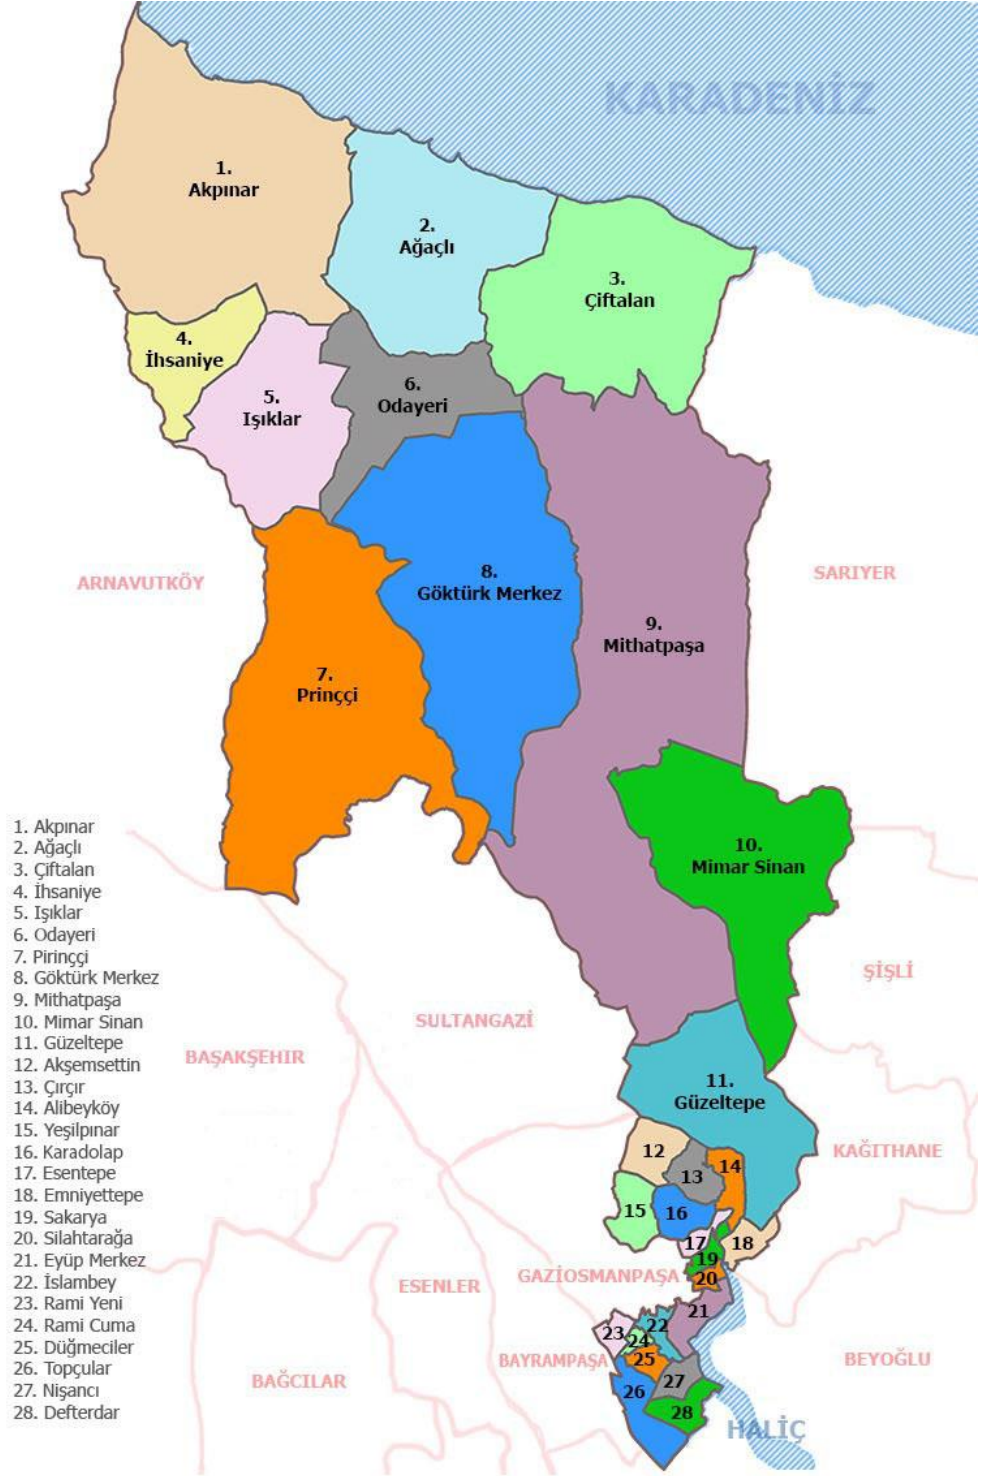 KARADENİZ
1.
Akpınar
2.
Ağaçlı
3.
Çiftalan
4.
İhsaniye
5.
Işıklar
6.
Odayeri
ARNAVUTKÖY
SARIYER
8.
Göktürk Merkez
9.
Mithatpaşa
7.
Prinççi
10.
Mimar Sinan
1. Akpınar
2. Ağaçlı
3. Çiftalan
4. İhsaniye
5. Işıklar
6. Odayeri
7. Pirinççi
8. Göktürk Merkez
9. Mithatpaşa
10. Mimar Sinan
11. Güzeltepe
12. Akşemsettin
13. Çırçır
14. Alibeyköy
15. Yeşilpınar
16. Karadolap
17. Esentepe
18. Emniyettepe
19. Sakarya
20. Silahtarağa
21. Eyüp Merkez
22. İslambey
23. Rami Yeni
24. Rami Cuma
25. Düğmeciler
26. Topçular
27. Nişancı
28. Defterdar
ŞİŞLİ
SULTANGAZİ
BAŞAKŞEHIR
11.
Güzeltepe
KAĞITHANE
12
13
14
15
16
17
18
19
20
GAZİOSMANPAŞA
ESENLER
21
22
23
24
25
BAYRAMPAŞA
BEYOĞLU
BAĞCILAR
26
27
28
HALİÇ